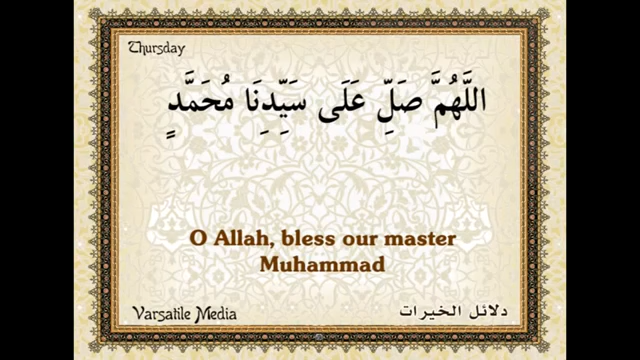 Thursday
اللَّهُمَّ صَلِّ عَلَى سَيِّدِنَا مُحَمَّدٍ
O Allah, bless our master
Muhammad
Varsatile Media
دلائل الخيرات